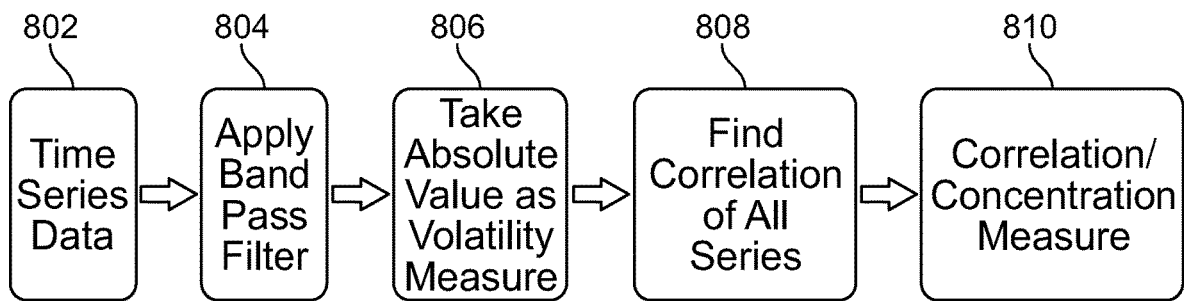 802
804
806
808
810
Time
Series
Data
Apply
Band
Pass
Filter
Take
Absolute
Value as
Volatility
Measure
Find
Correlation
of All
Series
Correlation/
Concentration
Measure